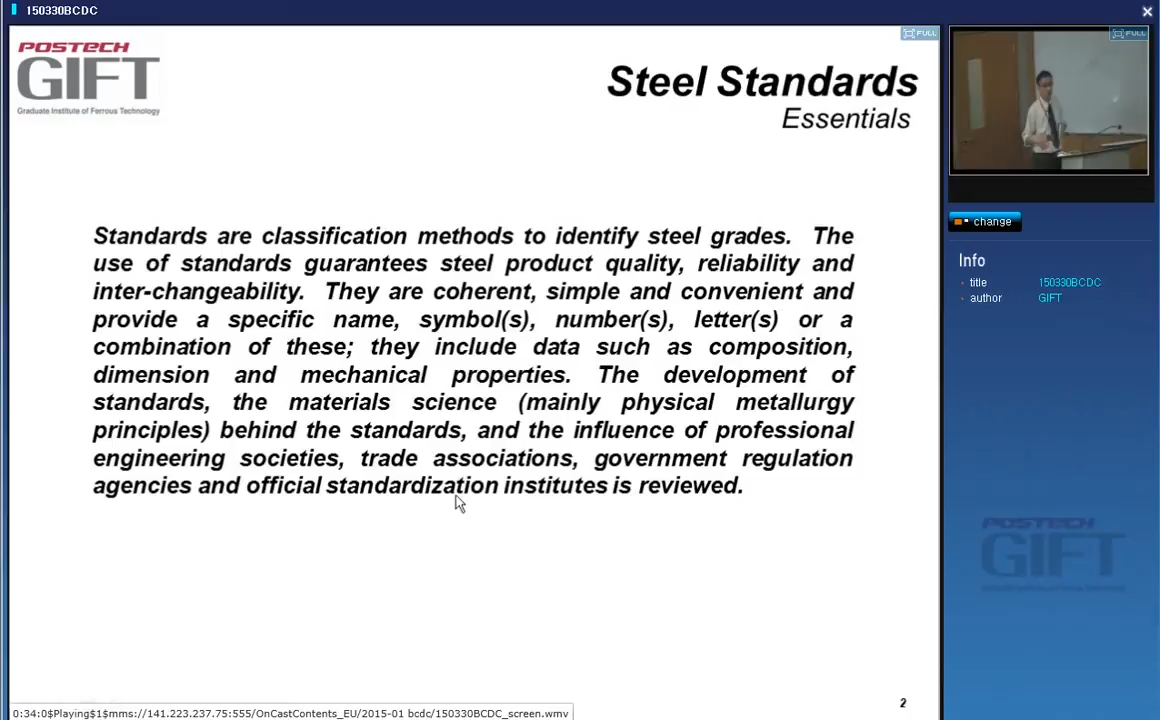 150330BCDC
POSTECH
GIFT
Graduate Institute of Ferrous Technology
FULL
Steel Standards
Essentials
Standards are classification methods to identify steel grades. The
use of standards guarantees steel product quality, reliability and
inter-changeability. They are coherent, simple and convenient and
provide a specific name, symbol(s), number(s), letter(s) or a
combination of these; they include data such as composition,
dimension and mechanical properties. The development of
standards, the materials science (mainly physical metallurgy
principles) behind the standards, and the influence of professional
engineering societies, trade associations, government regulation
agencies and official standardization institutes is reviewed.
2
0:34:0$Playing$1$mms://141.223.237.75:555/OnCastContents_EU/2015-01 bcdc/150330BCDC_screen.wmv
FULL
change
Info
title 150330BCDC
author GIFT
POSTECH
GIFT